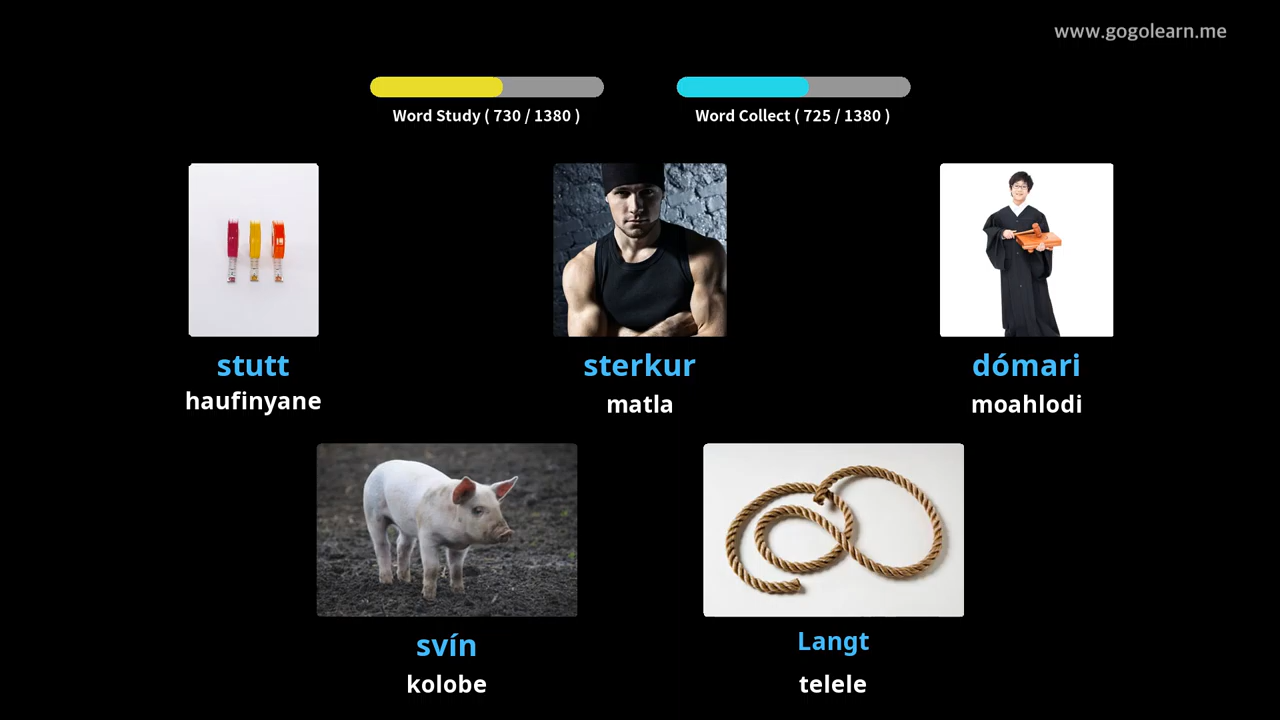 www.gogolearn.me
Word Study ( 730 / 1380 )
Word Collect ( 725 / 1380 )
stutt
haufinyane
sterkur
matla
dómari
moahlodi
svín
kolobe
Langt
telele